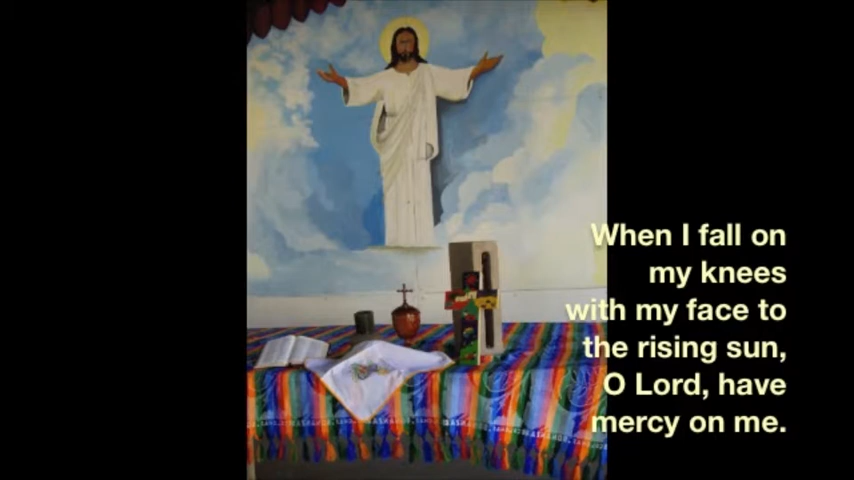 When I fall on
my knees
with my face to
the rising sun,
O Lord, have
mercy on me.